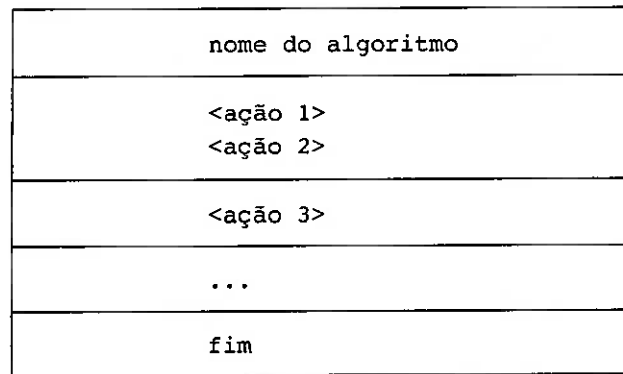 nome do algoritmo
<ação 1>
<ação 2>
<ação 3>
...
fim